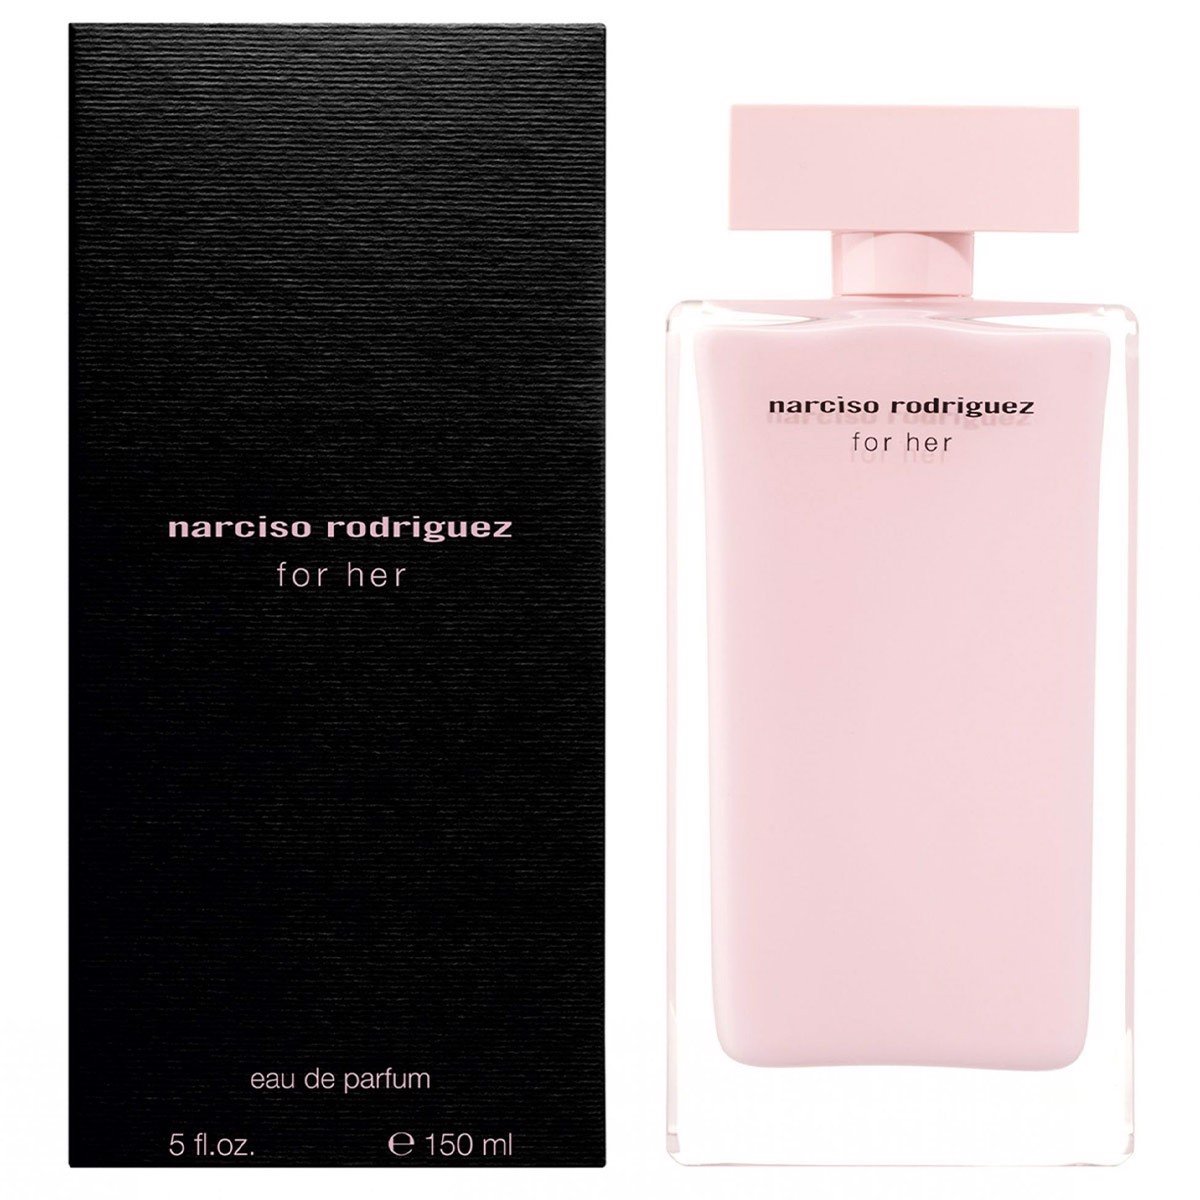 narciso rodriguez
for her
eau de parfum
5 fl.oz. ℮ 150 ml
narciso rodriguez
for her